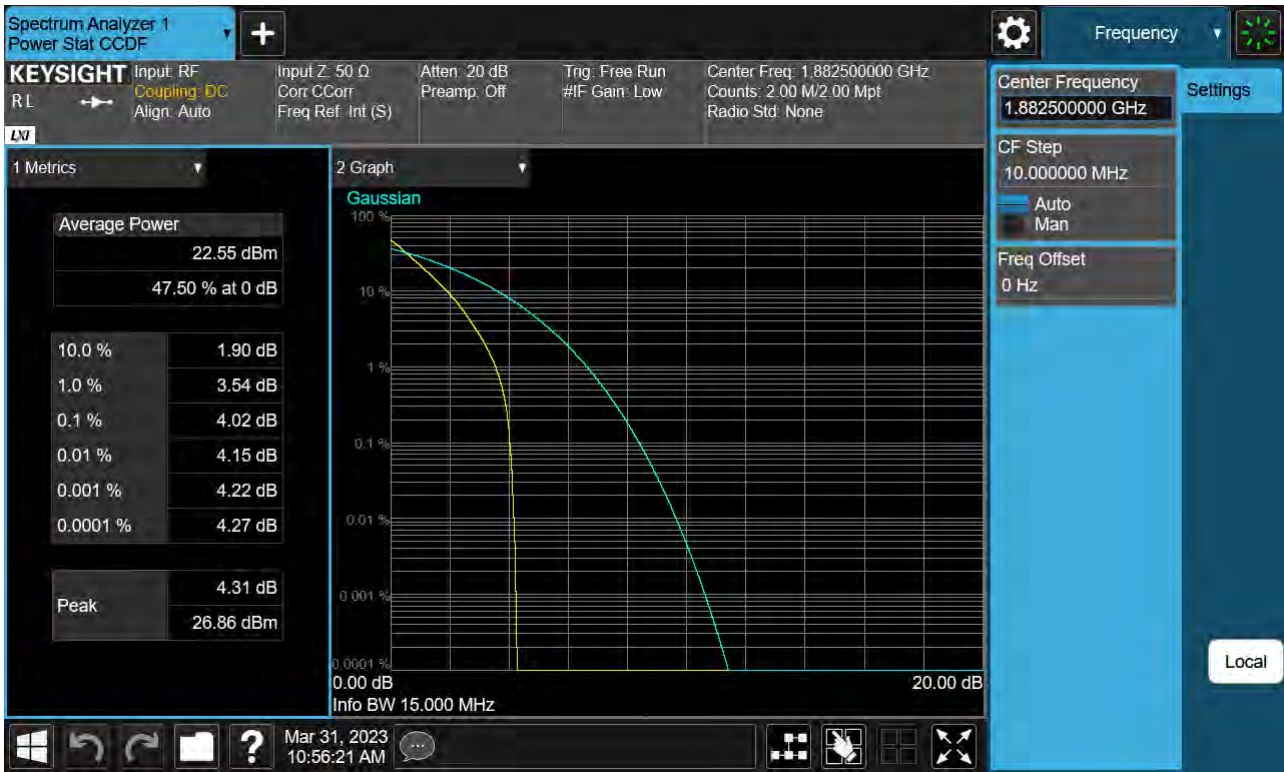 Spectrum Analyzer 1
Power Stat CCDF
+
Frequency
KEYSIGHT
RL
LXI
Input: RF
Coupling: DC
Align: Auto
Input Z: 50 Ω
Corr CCorr
Freq Ref: Int (S)
Atten: 20 dB
Preamp: Off
Trig: Free Run
#IF Gain: Low
Center Freq: 1.882500000 GHz
Counts: 2.00 M/2.00 Mpt
Radio Std: None
Center Frequency
1.882500000 GHz
Settings
CF Step
10.000000 MHz
Auto
Man
Freq Offset
0 Hz
1 Metrics
Average Power
22.55 dBm
47.50 % at 0 dB
10.0 % 1.90 dB
1.0 % 3.54 dB
0.1 % 4.02 dB
0.01 % 4.15 dB
0.001 % 4.22 dB
0.0001 % 4.27 dB
Peak
4.31 dB
26.86 dBm
2 Graph
Gaussian
100 %
10 %
1 %
0.1 %
0.01 %
0.001 %
0.0001 %
0.00 dB 20.00 dB
Info BW 15.000 MHz
Local
?
Mar 31, 2023
10:56:21 AM